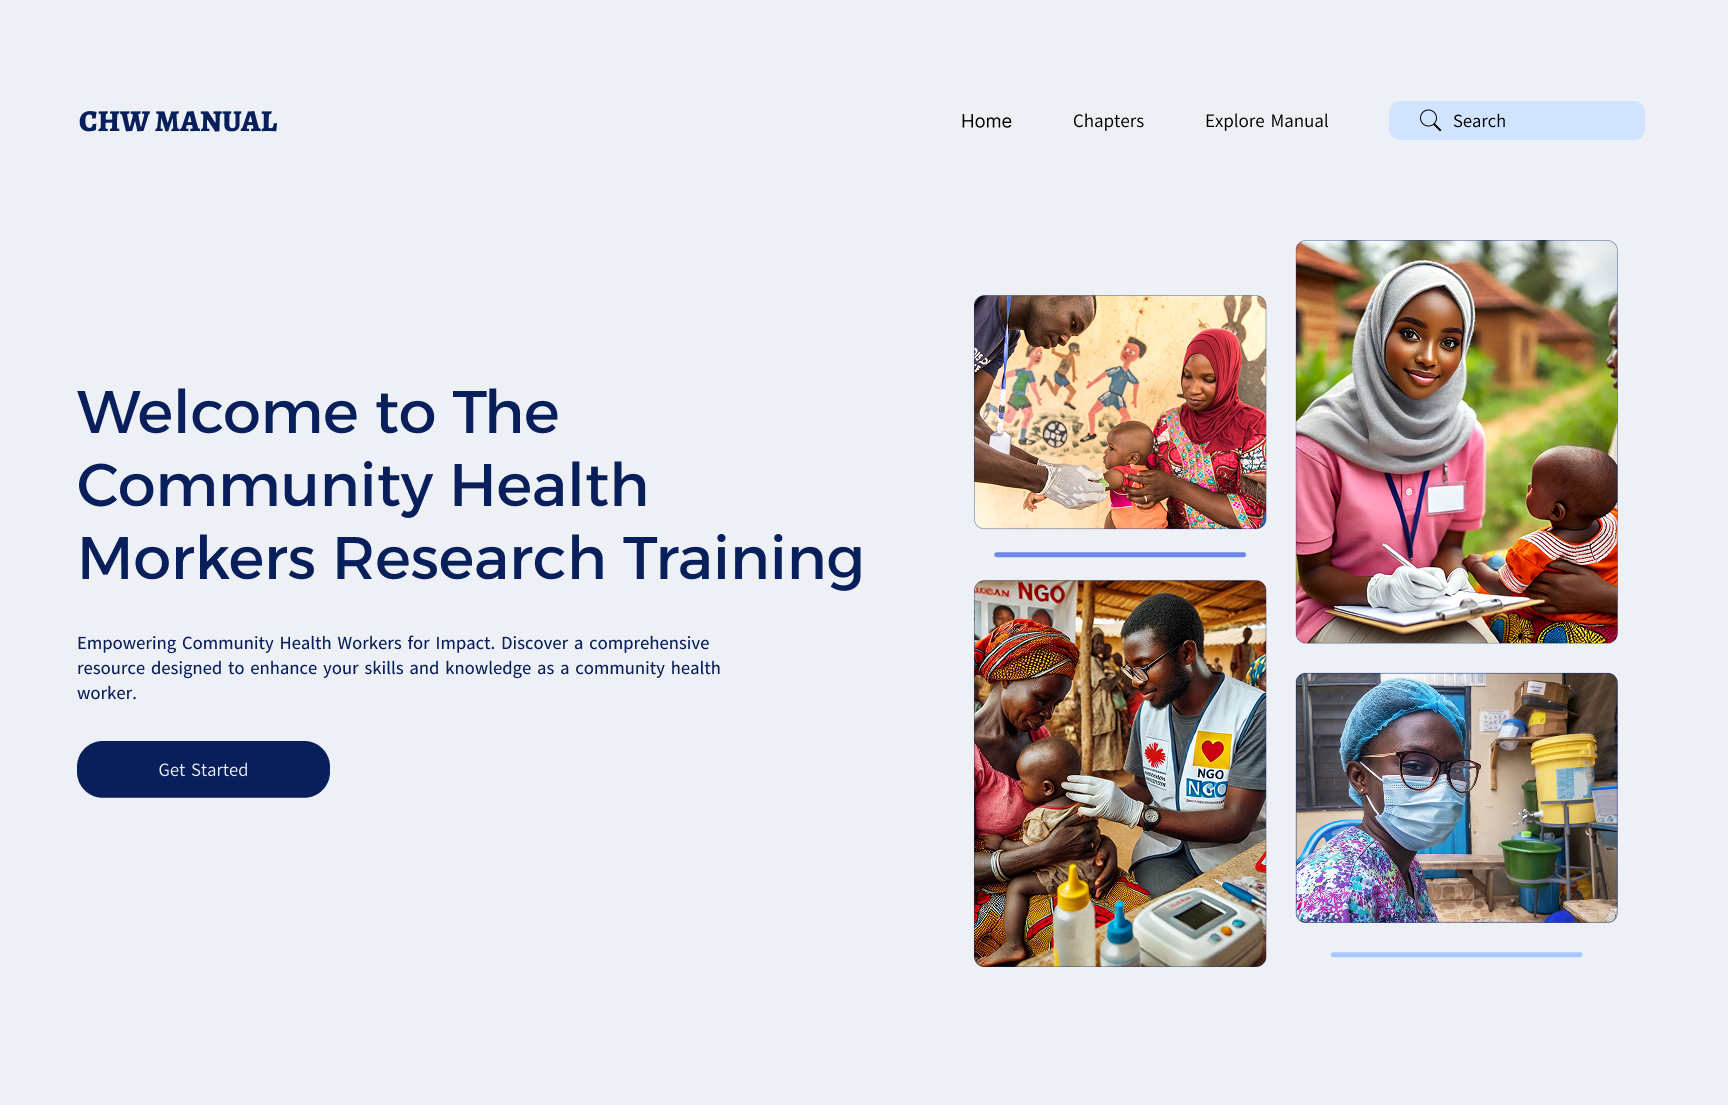 CHW MANUAL
Home
Chapters
Explore Manual
Search
Welcome to The
Community Health
Morkers Research Training
Empowering Community Health Workers for Impact. Discover a comprehensive
resource designed to enhance your skills and knowledge as a community health
worker.
Get Started
NGO
NGO
NGO